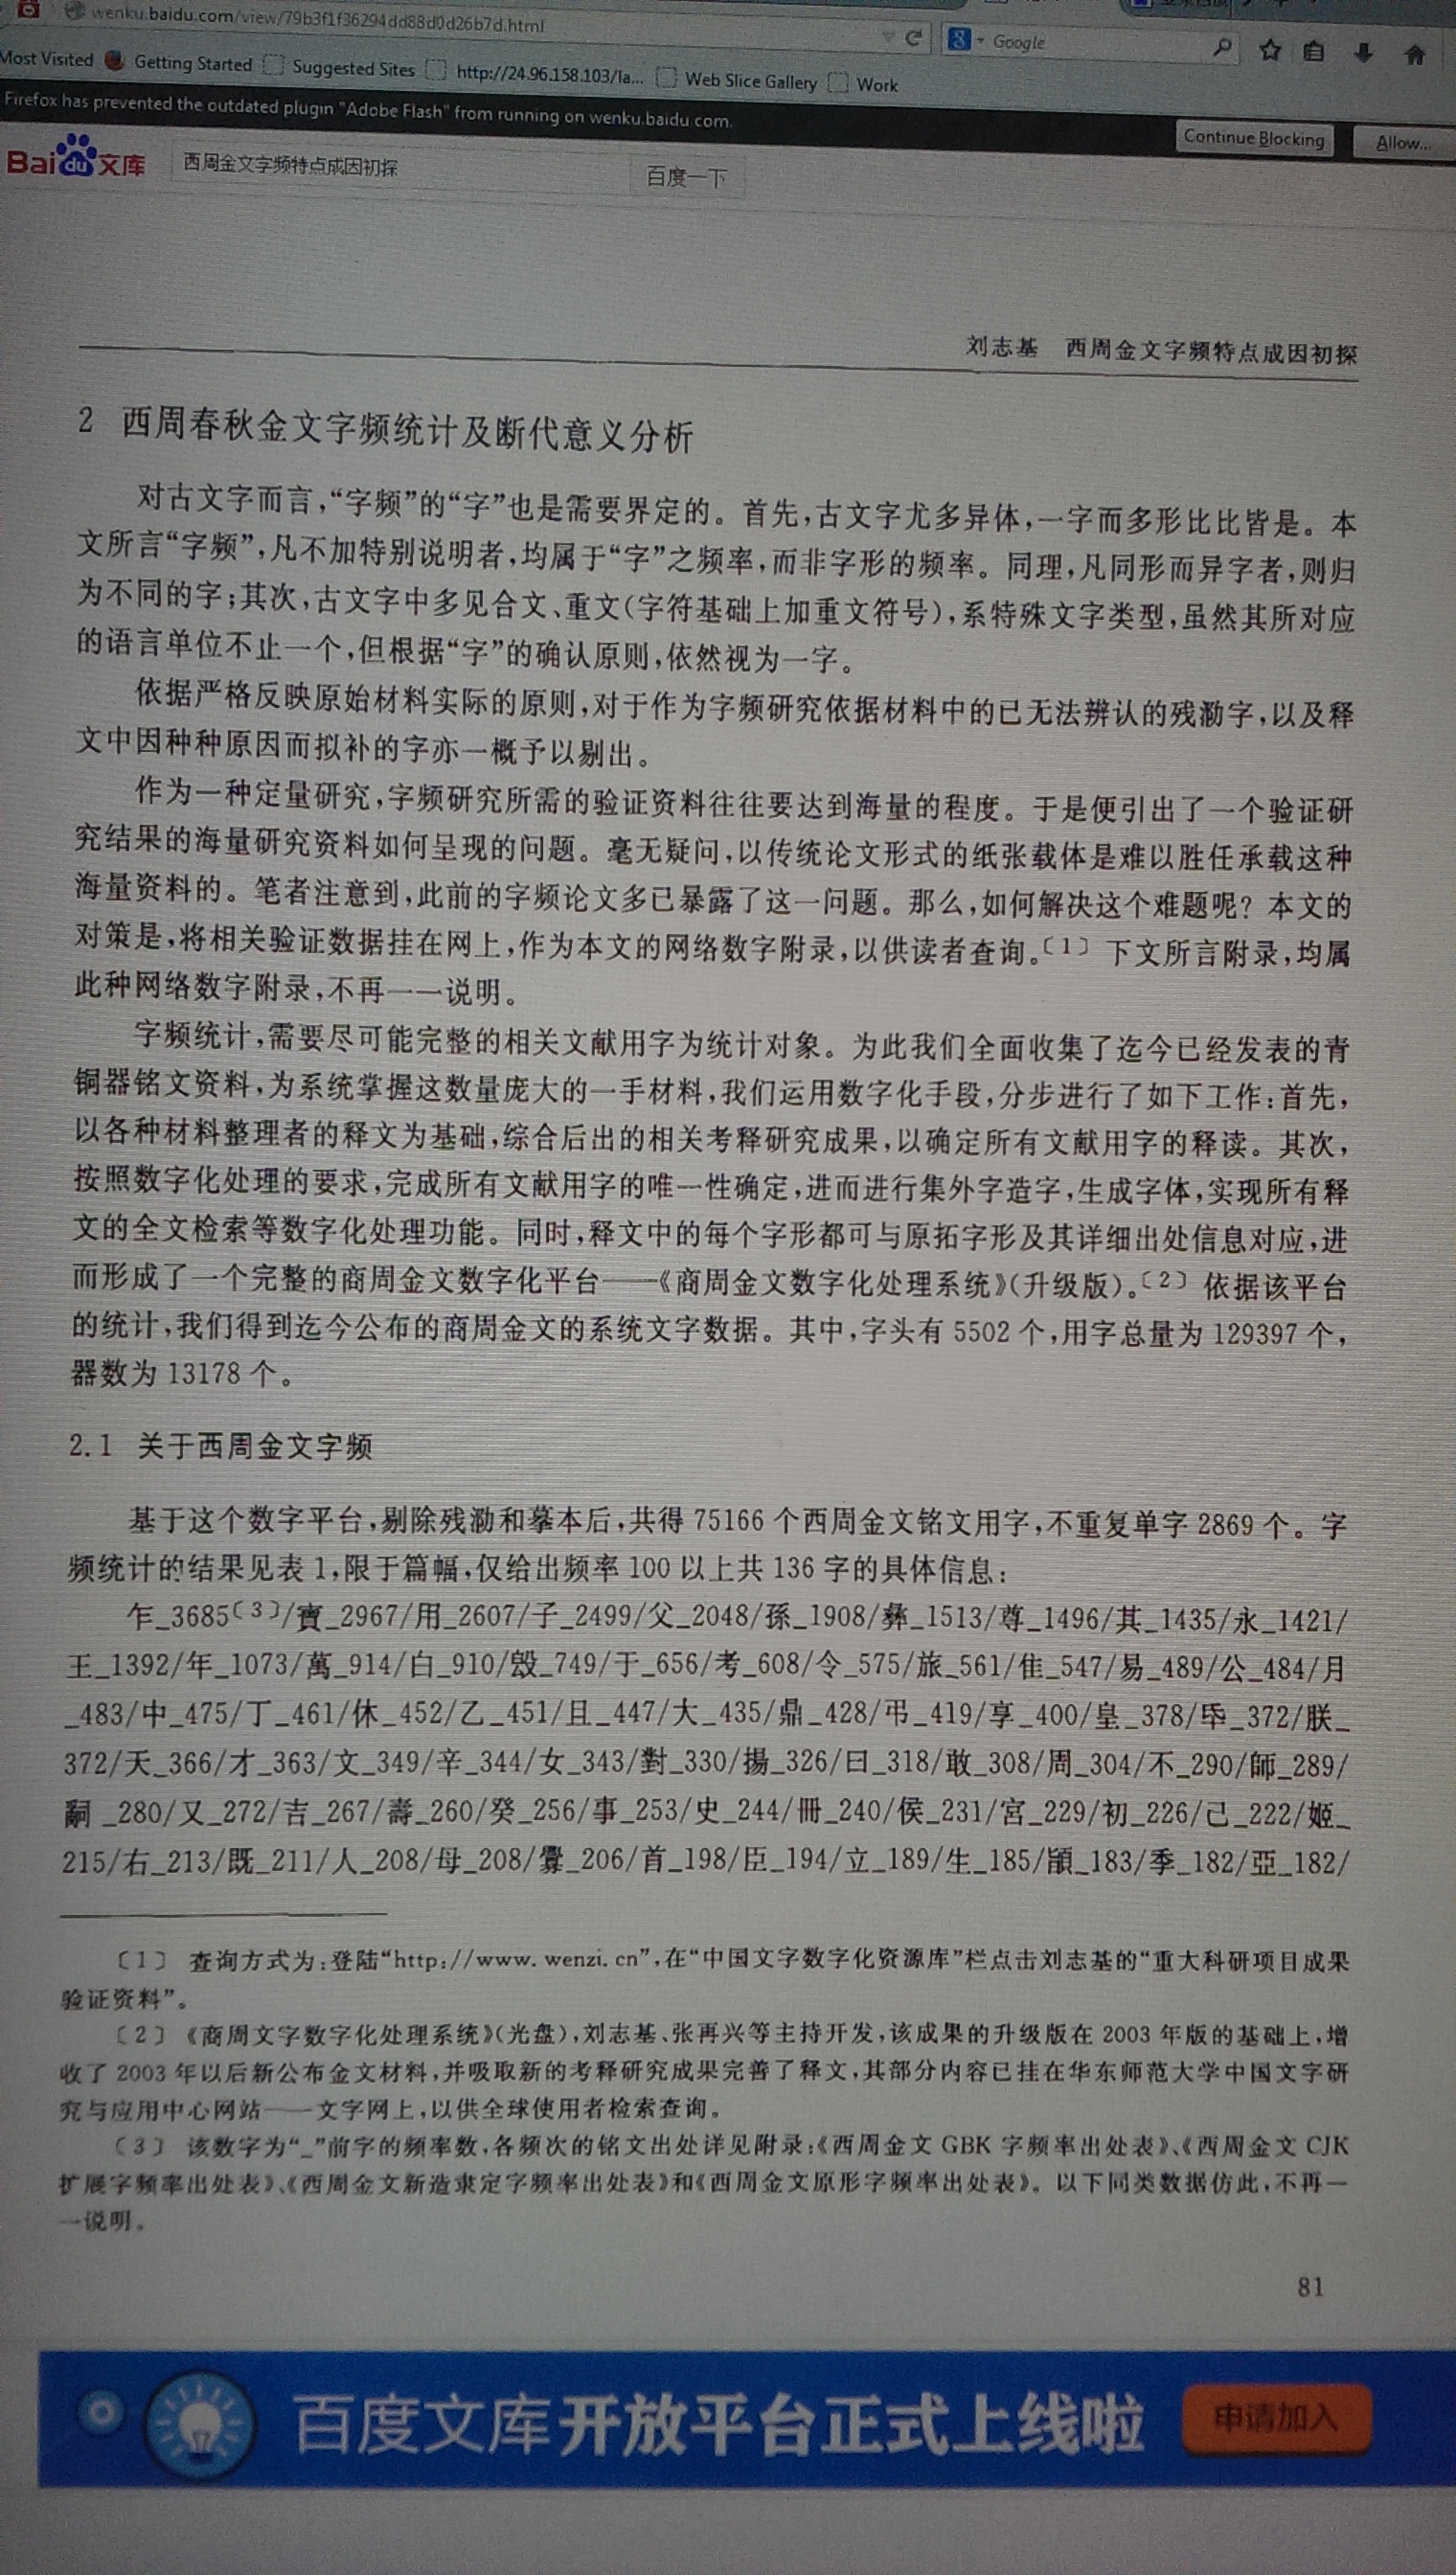 wenku.baidu.com/view/79b3f1f36294dd88d0d26b7d.html
Google
Most Visited Getting Started Suggested Sites http://24.96.158.103/la... Web Slice Gallery Work
Firefox has prevented the outdated plugin "Adobe Flash" from running on wenku.baidu.com.
Continue Blocking Allow...
Bai du 文库 西周金文字频特点成因初探 百度一下
刘志基 西周金文字频特点成因初探
2 西周春秋金文字频统计及断代意义分析
对古文字而言,“字频”的“字”也是需要界定的。首先,古文字尤多异体,一字而多形比比皆是。本
文所言“字频”,凡不加特别说明者,均属于“字”之频率,而非字形的频率。同理,凡同形而异字者,则归
为不同的字;其次,古文字中多见合文、重文(字符基础上加重文符号),系特殊文字类型,虽然其所对应
的语言单位不止一个,但根据“字”的确认原则,依然视为一字。
依据严格反映原始材料实际的原则,对于作为字频研究依据材料中的已无法辨认的残泐字,以及释
文中因种种原因而拟补的字亦一概予以剔出。
作为一种定量研究,字频研究所需的验证资料往往要达到海量的程度。于是便引出了一个验证研
究结果的海量研究资料如何呈现的问题。毫无疑问,以传统论文形式的纸张载体是难以胜任承载这种
海量资料的。笔者注意到,此前的字频论文多已暴露了这一问题。那么,如何解决这个难题呢?本文的
对策是,将相关验证数据挂在网上,作为本文的网络数字附录,以供读者查询。〔1〕 下文所言附录,均属
此种网络数字附录,不再一一说明。
字频统计,需要尽可能完整的相关文献用字为统计对象。为此我们全面收集了迄今已经发表的青
铜器铭文资料,为系统掌握这数量庞大的一手材料,我们运用数字化手段,分步进行了如下工作:首先,
以各种材料整理者的释文为基础,综合后出的相关考释研究成果,以确定所有文献用字的释读。其次,
按照数字化处理的要求,完成所有文献用字的唯一性确定,进而进行集外字造字,生成字体,实现所有释
文的全文检索等数字化处理功能。同时,释文中的每个字形都可与原拓字形及其详细出处信息对应,进
而形成了一个完整的商周金文数字化平台——《商周金文数字化处理系统》(升级版)。〔2〕 依据该平台
的统计,我们得到迄今公布的商周金文的系统文字数据。其中,字头有 5502 个,用字总量为 129397 个,
器数为 13178 个。
2.1 关于西周金文字频
基于这个数字平台,剔除残泐和摹本后,共得 75166 个西周金文铭文用字,不重复单字 2869 个。字
频统计的结果见表 1,限于篇幅,仅给出频率 100 以上共 136 字的具体信息:
乍_3685〔3〕/寶_2967/用_2607/子_2499/父_2048/孫_1908/彝_1513/尊_1496/其_1435/永_1421/
王_1392/年_1073/萬_914/白_910/𣪘_749/于_656/考_608/令_575/旅_561/隹_547/易_489/公_484/月
_483/中_475/丁_461/休_452/乙_451/且_447/大_435/鼎_428/弔_419/享_400/皇_378/氒_372/朕_
372/天_366/才_363/文_349/辛_344/女_343/對_330/揚_326/曰_318/敢_308/周_304/不_290/師_289/
嗣_280/又_272/吉_267/壽_260/癸_256/事_253/史_244/冊_240/侯_231/宮_229/初_226/己_222/姬_
215/右_213/既_211/人_208/母_208/釁_206/首_198/臣_194/立_189/生_185/_183/季_182/亞_182/
〔1〕 查询方式为:登陆“http://www.wenzi.cn”,在“中国文字数字化资源库”栏点击刘志基的“重大科研项目成果
验证资料”。
〔2〕《商周文字数字化处理系统》(光盘),刘志基、张再兴等主持开发,该成果的升级版在 2003 年版的基础上,增
收了 2003 年以后新公布金文材料,并吸取新的考释研究成果完善了释文,其部分内容已挂在华东师范大学中国文字研
究与应用中心网站——文字网上,以供全球使用者检索查询。
〔3〕 该数字为“_”前字的频率数,各频次的铭文出处详见附录:《西周金文 GBK 字频率出处表》、《西周金文 CJK
扩展字频率出处表》、《西周金文新造隶定字频率出处表》和《西周金文原形字频率出处表》。以下同类数据仿此,不再一
一说明。
81
百度文库开放平台正式上线啦 申请加入